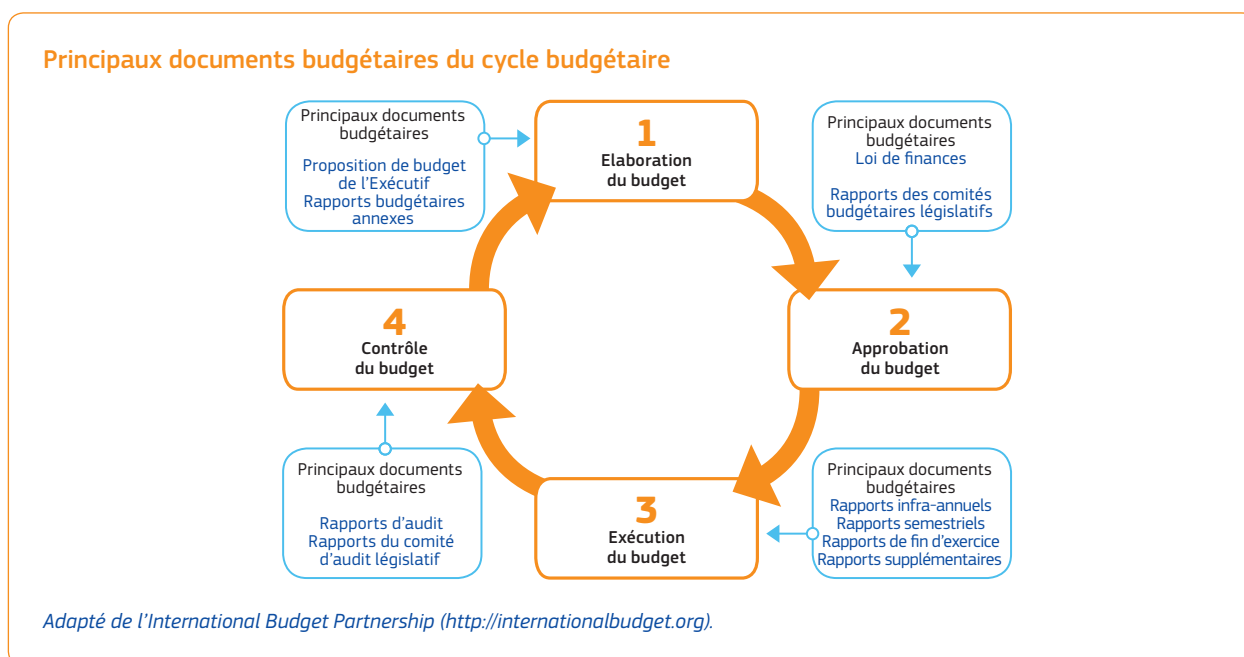 Principaux documents budgétaires du cycle budgétaire
Principaux documents
budgétaires
Proposition de budget
de l'Exécutif
Rapports budgétaires
annexes
1
Elaboration
du budget
Principaux documents
budgétaires
Loi de finances
Rapports des comités
budgétaires législatifs
4
Contrôle
du budget
2
Approbation
du budget
Principaux documents
budgétaires
Rapports d'audit
Rapports du comité
d'audit législatif
3
Exécution
du budget
Principaux documents
budgétaires
Rapports infra-annuels
Rapports semestriels
Rapports de fin d'exercice
Rapports supplémentaires
Adapté de l'International Budget Partnership (http://internationalbudget.org).